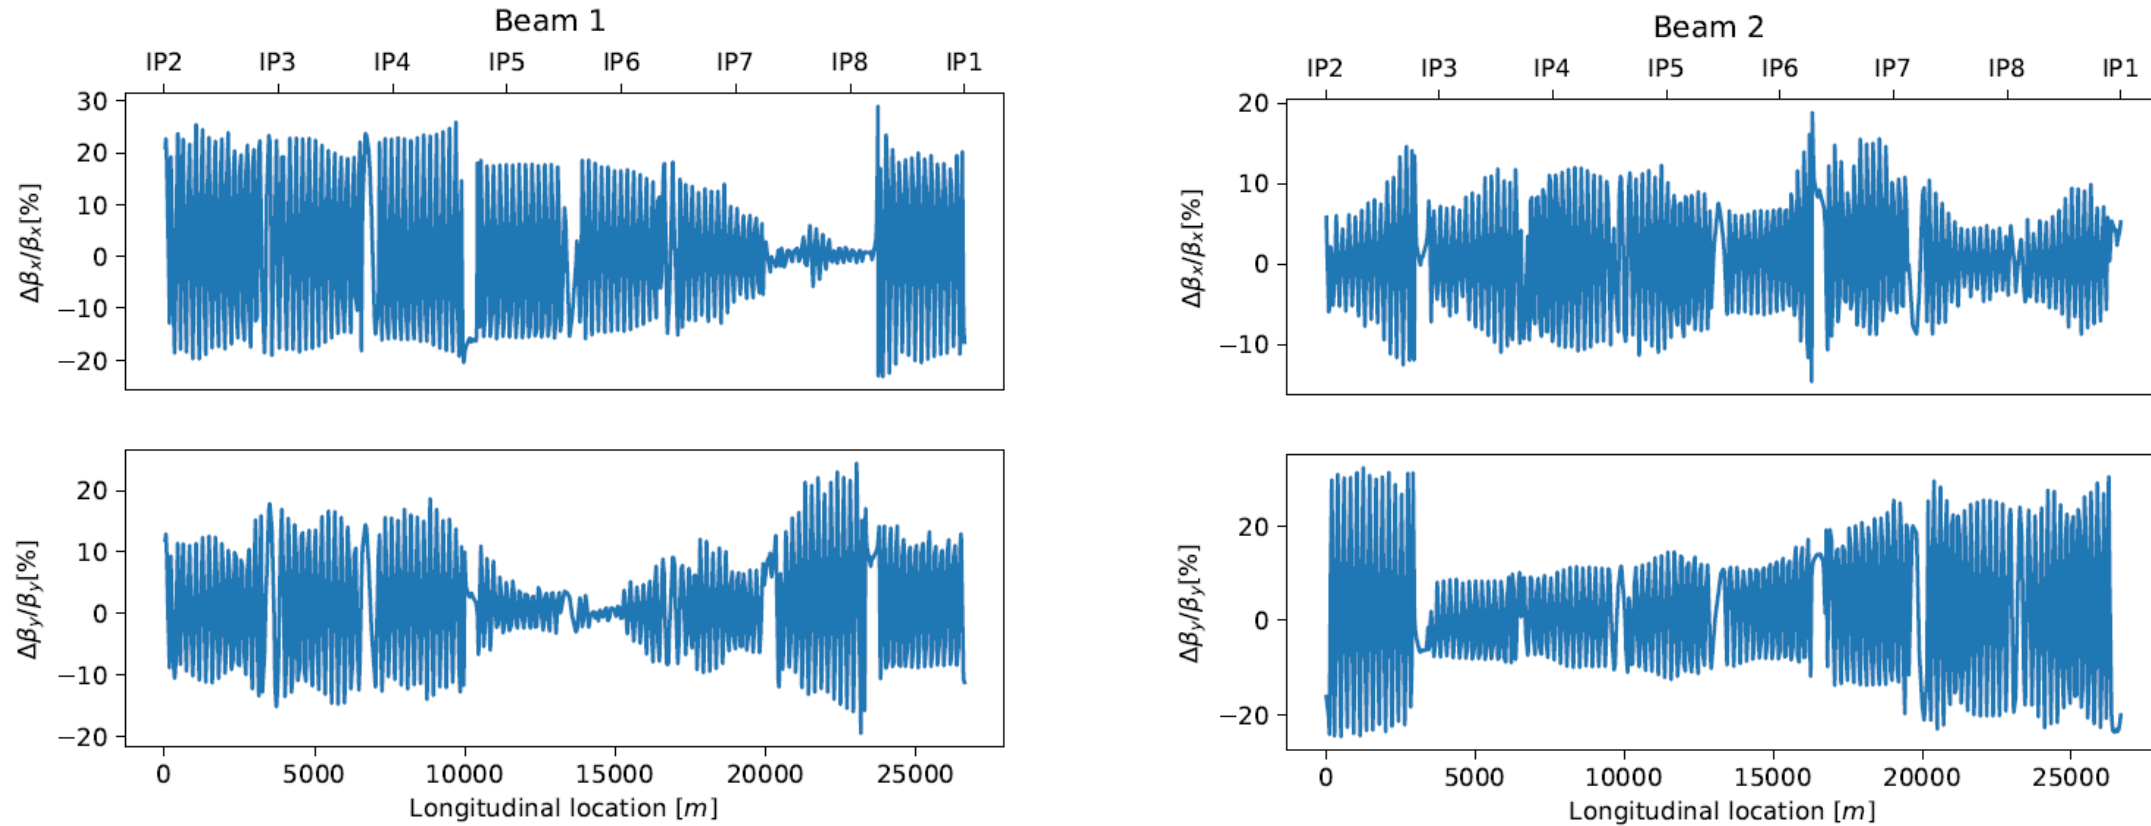 Beam 1
IP2 IP3 IP4 IP5 IP6 IP7 IP8 IP1
30
20
10
0
−10
−20
Δβx/βx[%]
20
10
0
−10
−20
Δβy/βy[%]
0 5000 10000 15000 20000 25000
Longitudinal location [m]
Beam 2
IP2 IP3 IP4 IP5 IP6 IP7 IP8 IP1
20
10
0
−10
Δβx/βx[%]
20
0
−20
Δβy/βy[%]
0 5000 10000 15000 20000 25000
Longitudinal location [m]